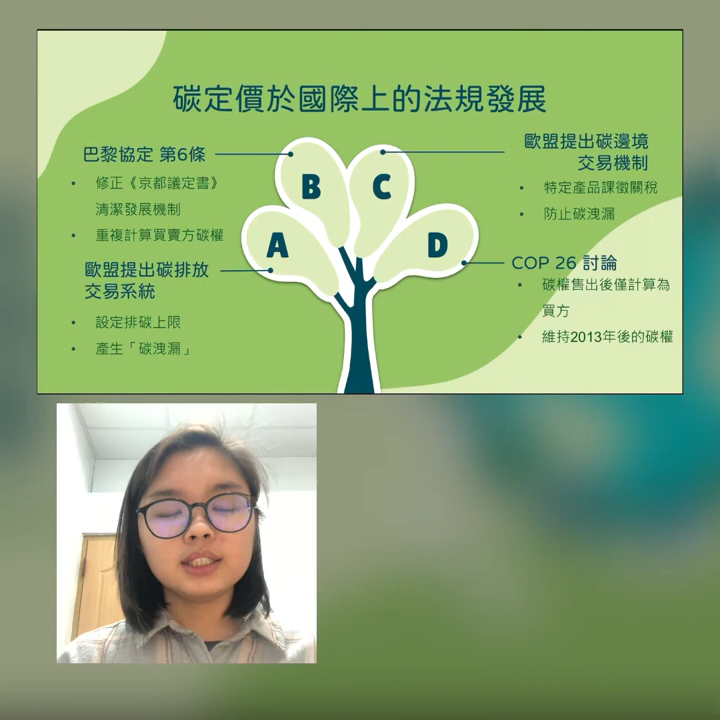 碳定價於國際上的法規發展
巴黎協定 第6條
• 修正《京都議定書》
清潔發展機制
• 重複計算買賣方碳權
歐盟提出碳排放
交易系統
• 設定排碳上限
• 產生「碳洩漏」
A
B
C
D
歐盟提出碳邊境
交易機制
• 特定產品課徵關稅
• 防止碳洩漏
COP 26 討論
• 碳權售出後僅計算為
買方
• 維持2013年後的碳權